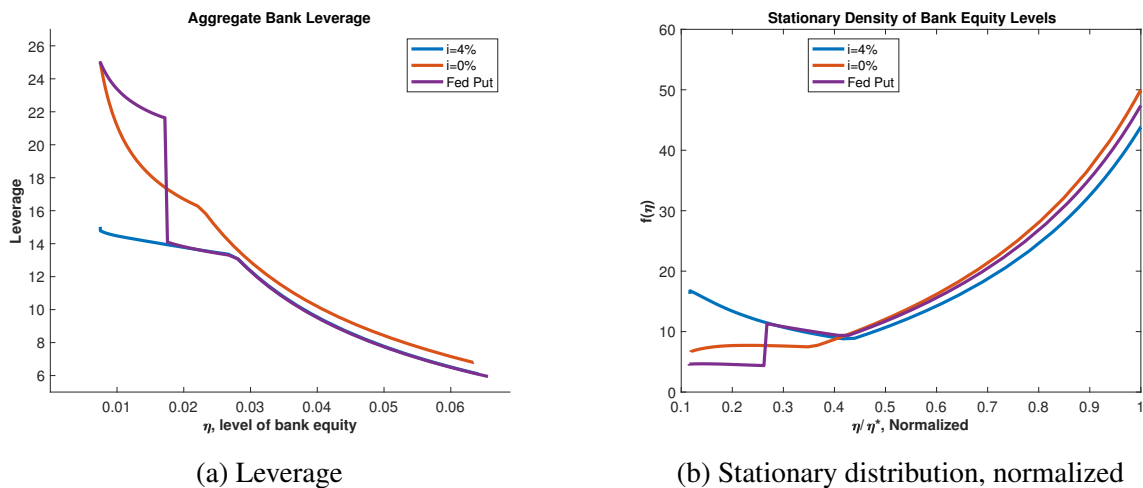 Aggregate Bank Leverage
26
24
22
20
18
16
14
12
10
8
6
Leverage
i=4%
i=0%
Fed Put
0.01 0.02 0.03 0.04 0.05 0.06
η, level of bank equity
(a) Leverage
Stationary Density of Bank Equity Levels
60
50
40
30
20
10
0
f(η)
i=4%
i=0%
Fed Put
0.1 0.2 0.3 0.4 0.5 0.6 0.7 0.8 0.9 1
η/ η*, Normalized
(b) Stationary distribution, normalized